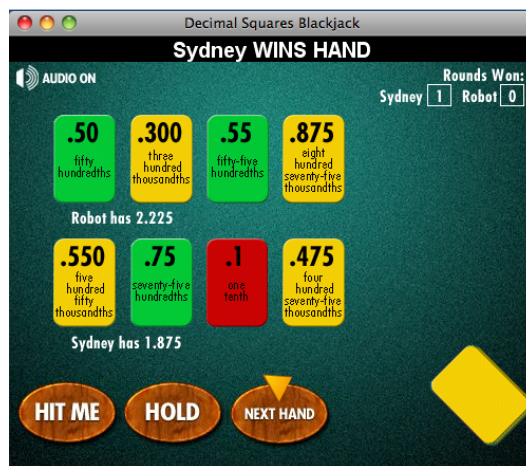 Decimal Squares Blackjack
Sydney WINS HAND
AUDIO ON
Rounds Won:
Sydney 1 Robot 0
.50
fifty
hundredths
.300
three
hundred
thousandths
.55
fifty-five
hundredths
.875
eight
hundred
seventy-five
thousandths
Robot has 2.225
.550
five
hundred
fifty
thousandths
.75
seventy-five
hundredths
.1
one
tenth
.475
four
hundred
seventy-five
thousandths
Sydney has 1.875
HIT ME
HOLD
NEXT HAND